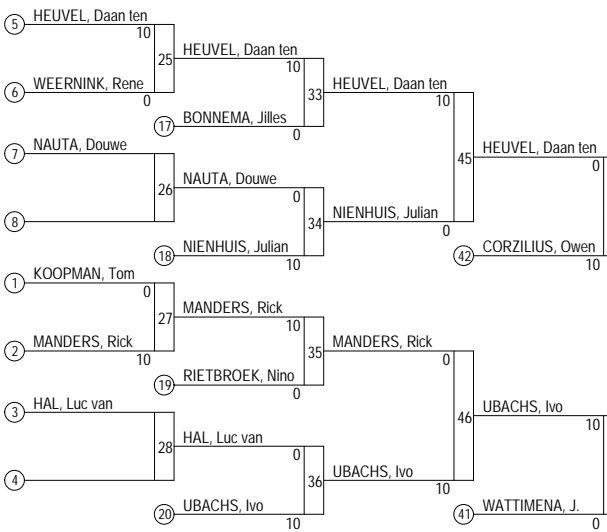 5 HEUVEL, Daan ten
10
25 HEUVEL, Daan ten
10
6 WEERNINK, Rene
0
33 HEUVEL, Daan ten
10
17 BONNEMA, Jilles
0
7 NAUTA, Douwe
45 HEUVEL, Daan ten
0
26 NAUTA, Douwe
0
8
34 NIENHUIS, Julian
0
18 NIENHUIS, Julian
10
42 CORZILIUS, Owen
10
1 KOOPMAN, Tom
0
27 MANDERS, Rick
10
2 MANDERS, Rick
10
35 MANDERS, Rick
0
19 RIETBROEK, Nino
0
3 HAL, Luc van
46 UBACHS, Ivo
10
28 HAL, Luc van
0
4
36 UBACHS, Ivo
10
20 UBACHS, Ivo
10
41 WATTIMENA, J.
0